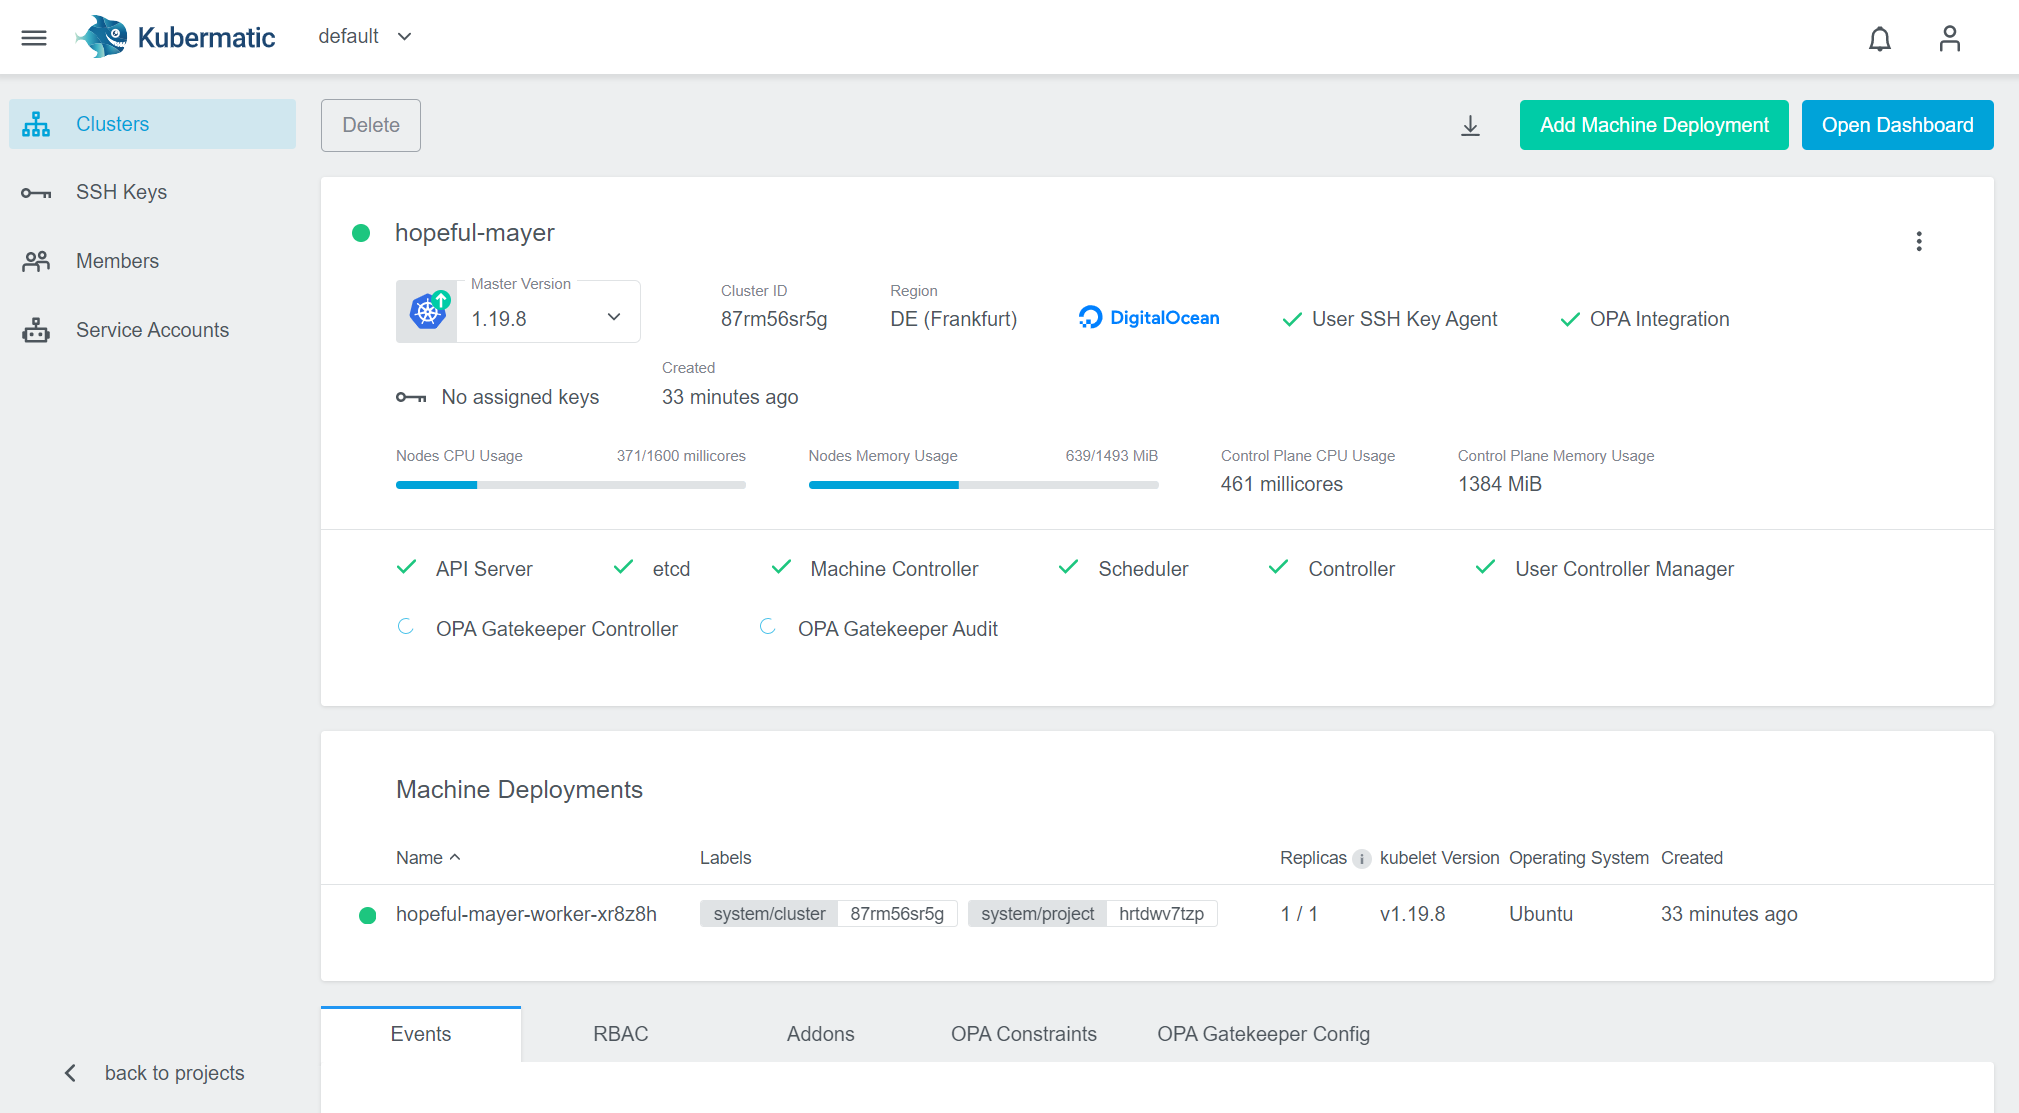 Kubermatic
default
Clusters
SSH Keys
Members
Service Accounts
back to projects
Delete
Add Machine Deployment
Open Dashboard
hopeful-mayer
Master Version
1.19.8
Cluster ID
87rm56sr5g
Region
DE (Frankfurt)
DigitalOcean
User SSH Key Agent
OPA Integration
No assigned keys
Created
33 minutes ago
Nodes CPU Usage 371/1600 millicores
Nodes Memory Usage 639/1493 MiB
Control Plane CPU Usage
461 millicores
Control Plane Memory Usage
1384 MiB
API Server etcd Machine Controller Scheduler Controller User Controller Manager
OPA Gatekeeper Controller OPA Gatekeeper Audit
Machine Deployments
Name Labels Replicas i kubelet Version Operating System Created
hopeful-mayer-worker-xr8z8h system/cluster 87rm56sr5g system/project hrtdwv7tzp 1 / 1 v1.19.8 Ubuntu 33 minutes ago
Events RBAC Addons OPA Constraints OPA Gatekeeper Config